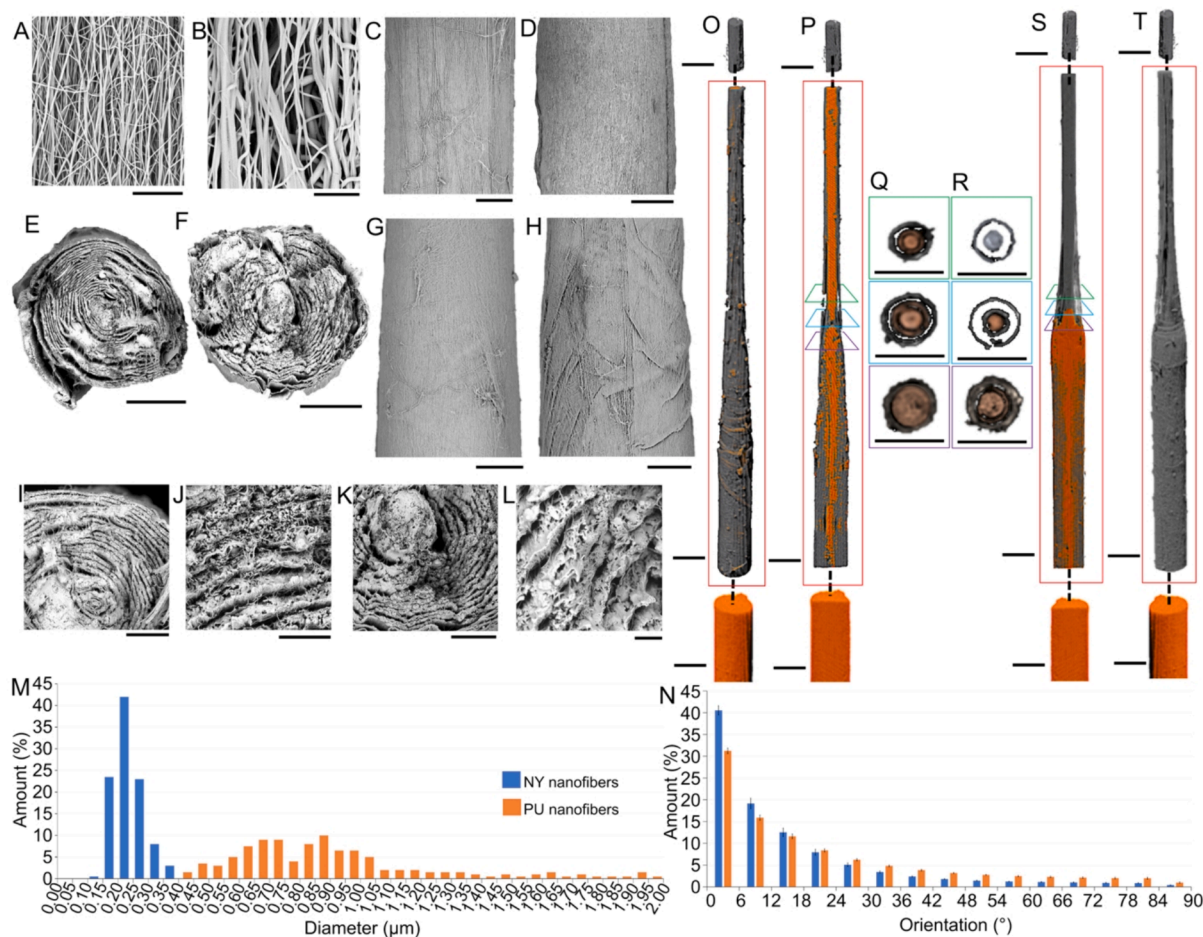 A
B
C
D
O
P
S
T
Q
R
E
F
G
H
I
J
K
L
M
45
40
35
30
25
20
15
10
5
0
Amount (%)
NY nanofibers
PU nanofibers
0.00 0.05 0.10 0.15 0.20 0.25 0.30 0.35 0.40 0.45 0.50 0.55 0.60 0.65 0.70 0.75 0.80 0.85 0.90 0.95 1.00 1.05 1.10 1.15 1.20 1.25 1.30 1.35 1.40 1.45 1.50 1.55 1.60 1.65 1.70 1.75 1.80 1.85 1.90 1.95 2.00
Diameter (µm)
N
45
40
35
30
25
20
15
10
5
0
Amount (%)
0 6 12 18 24 30 36 42 48 54 60 66 72 78 84 90
Orientation (°)